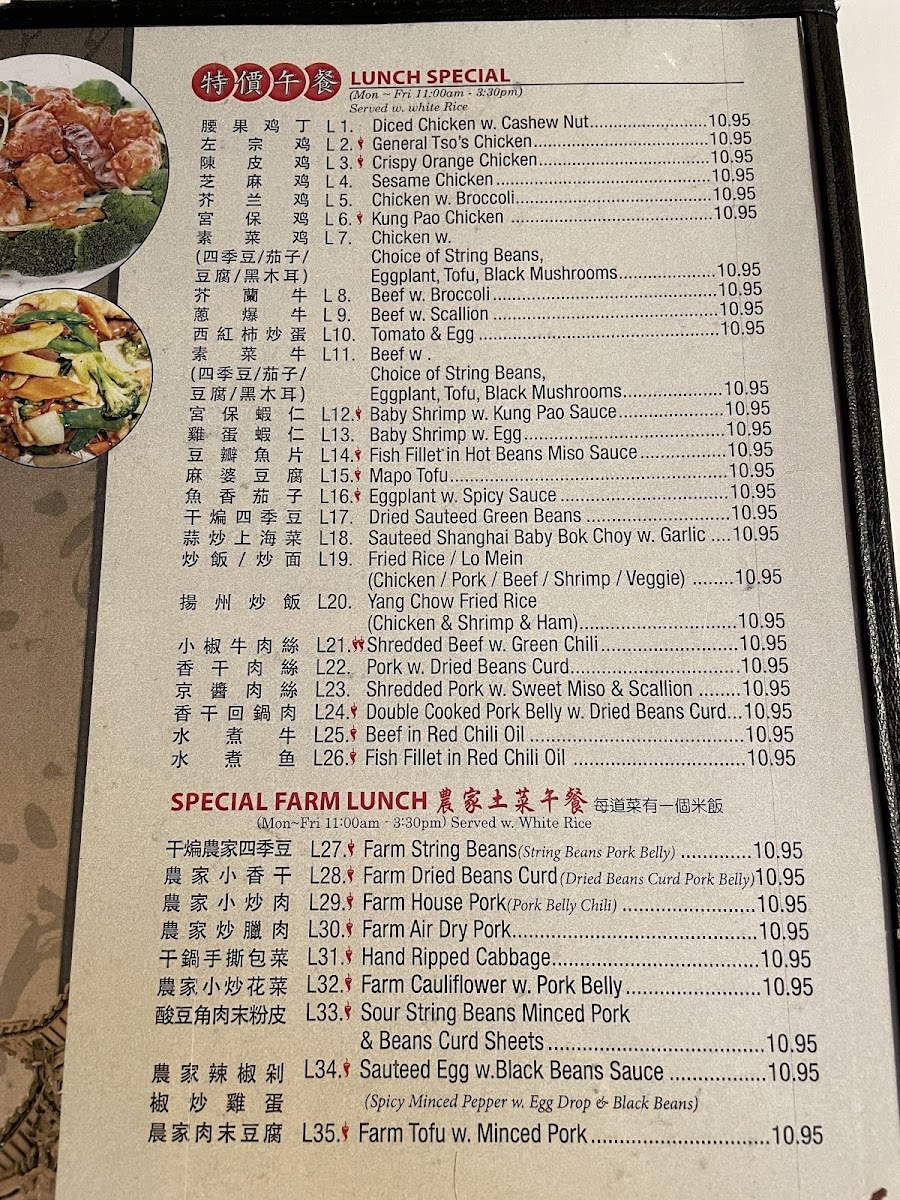 特價午餐 LUNCH SPECIAL
(Mon ~ Fri 11:00am - 3:30pm)
Served w. white Rice
腰果鸡丁 L 1. Diced Chicken w. Cashew Nut..........10.95
左宗鸡 L 2. General Tso's Chicken..........10.95
陳皮鸡 L 3. Crispy Orange Chicken..........10.95
芝麻鸡 L 4. Sesame Chicken..........10.95
芥兰鸡 L 5. Chicken w. Broccoli..........10.95
宮保鸡 L 6. Kung Pao Chicken..........10.95
素菜鸡 L 7. Chicken w.
(四季豆/茄子/ Choice of String Beans,
豆腐/黑木耳) Eggplant, Tofu, Black Mushrooms..........10.95
芥蘭牛 L 8. Beef w. Broccoli..........10.95
蔥爆牛 L 9. Beef w. Scallion..........10.95
西紅柿炒蛋 L10. Tomato & Egg..........10.95
素菜牛 L11. Beef w .
(四季豆/茄子/ Choice of String Beans,
豆腐/黑木耳) Eggplant, Tofu, Black Mushrooms..........10.95
宮保蝦仁 L12. Baby Shrimp w. Kung Pao Sauce..........10.95
雞蛋蝦仁 L13. Baby Shrimp w. Egg..........10.95
豆瓣魚片 L14. Fish Fillet in Hot Beans Miso Sauce..........10.95
麻婆豆腐 L15. Mapo Tofu..........10.95
魚香茄子 L16. Eggplant w. Spicy Sauce..........10.95
干煸四季豆 L17. Dried Sauteed Green Beans..........10.95
蒜炒上海菜 L18. Sauteed Shanghai Baby Bok Choy w. Garlic ....10.95
炒飯/炒面 L19. Fried Rice / Lo Mein
(Chicken / Pork / Beef / Shrimp / Veggie) ........10.95
揚州炒飯 L20. Yang Chow Fried Rice
(Chicken & Shrimp & Ham)..........10.95
小椒牛肉絲 L21. Shredded Beef w. Green Chili..........10.95
香干肉絲 L22. Pork w. Dried Beans Curd..........10.95
京醬肉絲 L23. Shredded Pork w. Sweet Miso & Scallion ........10.95
香干回鍋肉 L24. Double Cooked Pork Belly w. Dried Beans Curd...10.95
水煮牛 L25. Beef in Red Chili Oil..........10.95
水煮鱼 L26. Fish Fillet in Red Chili Oil..........10.95
SPECIAL FARM LUNCH 農家土菜午餐 每道菜有一個米飯
(Mon~Fri 11:00am - 3:30pm) Served w. White Rice
干煸農家四季豆 L27. Farm String Beans(String Beans Pork Belly)..........10.95
農家小香干 L28. Farm Dried Beans Curd(Dried Beans Curd Pork Belly)10.95
農家小炒肉 L29. Farm House Pork(Pork Belly Chili)..........10.95
農家炒臘肉 L30. Farm Air Dry Pork..........10.95
干鍋手撕包菜 L31. Hand Ripped Cabbage..........10.95
農家小炒花菜 L32. Farm Cauliflower w. Pork Belly..........10.95
酸豆角肉末粉皮 L33. Sour String Beans Minced Pork
& Beans Curd Sheets..........10.95
農家辣椒剁 L34. Sauteed Egg w.Black Beans Sauce..........10.95
椒炒雞蛋 (Spicy Minced Pepper w. Egg Drop & Black Beans)
農家肉末豆腐 L35. Farm Tofu w. Minced Pork..........10.95